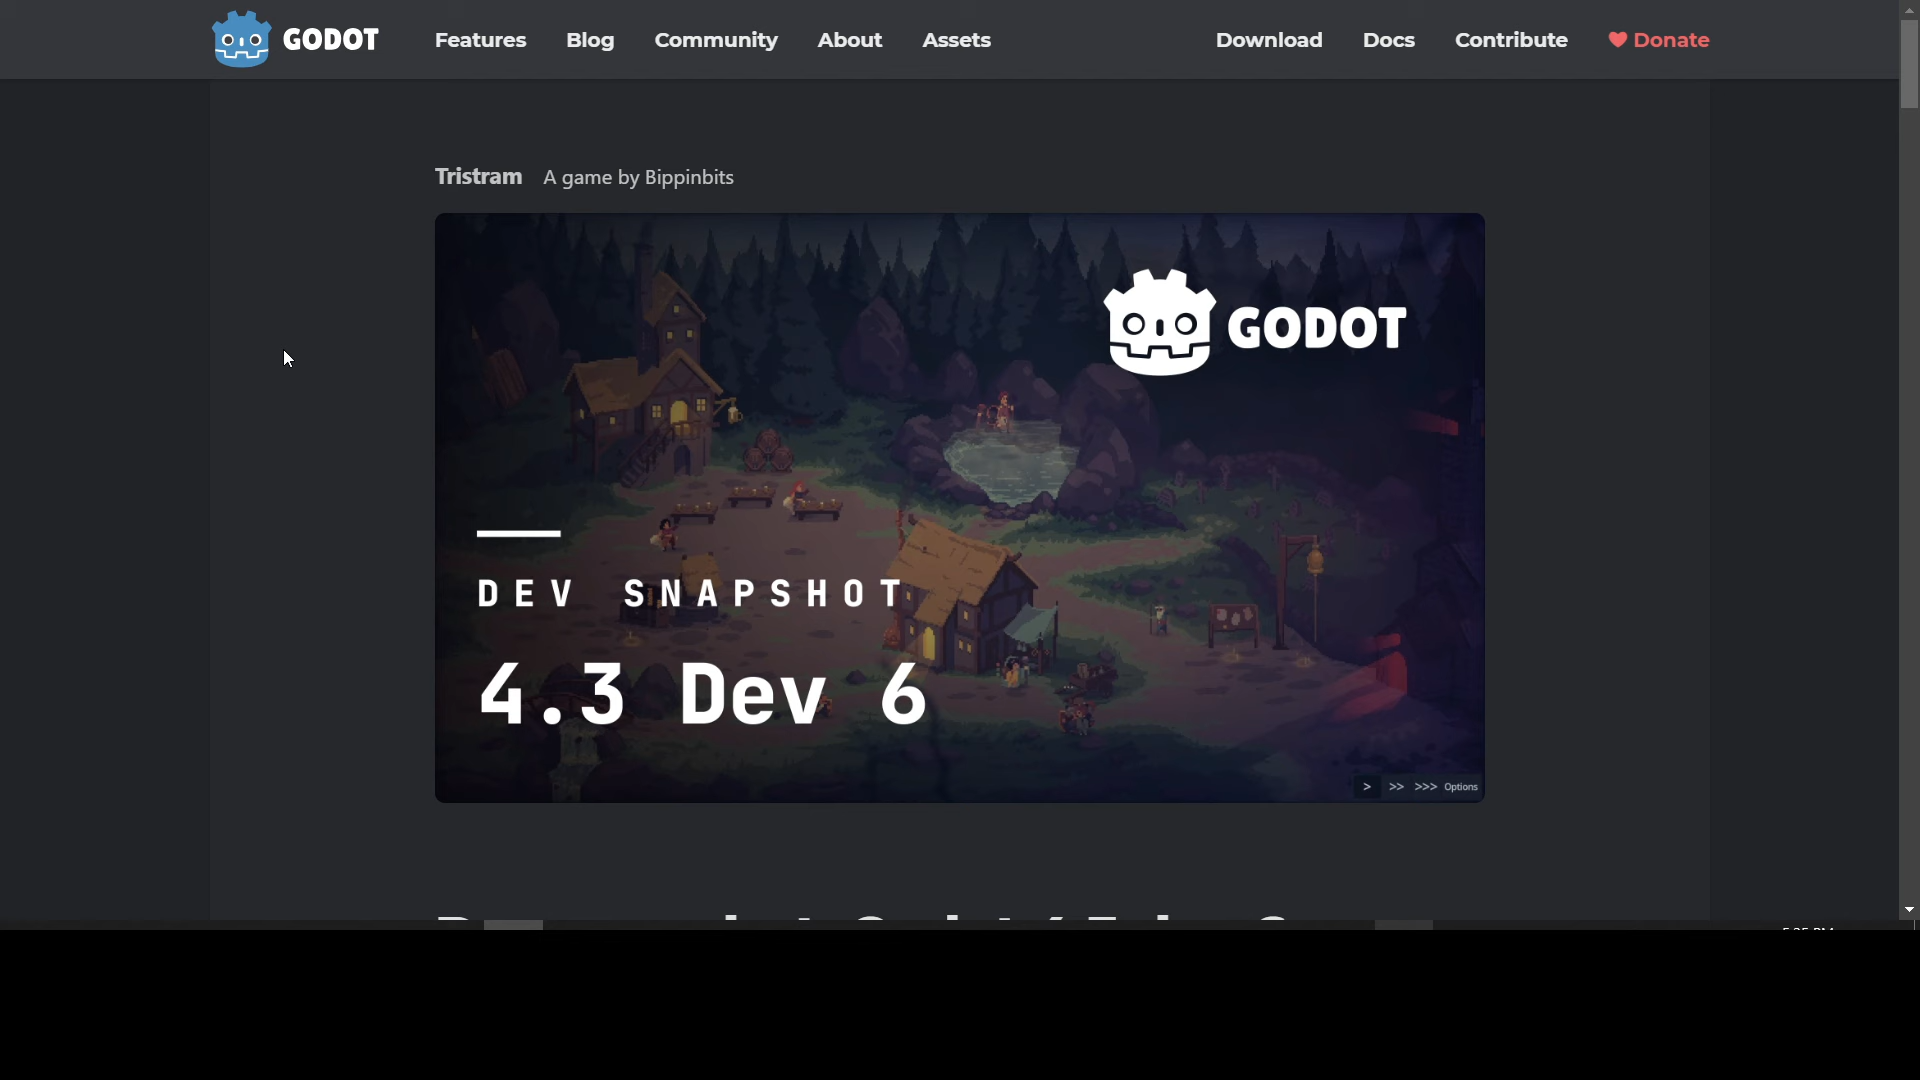 GODOT Features Blog Community About Assets Download Docs Contribute Donate
Tristram A game by Bippinbits
GODOT
DEV SNAPSHOT
4.3 Dev 6
> >> >>> Options